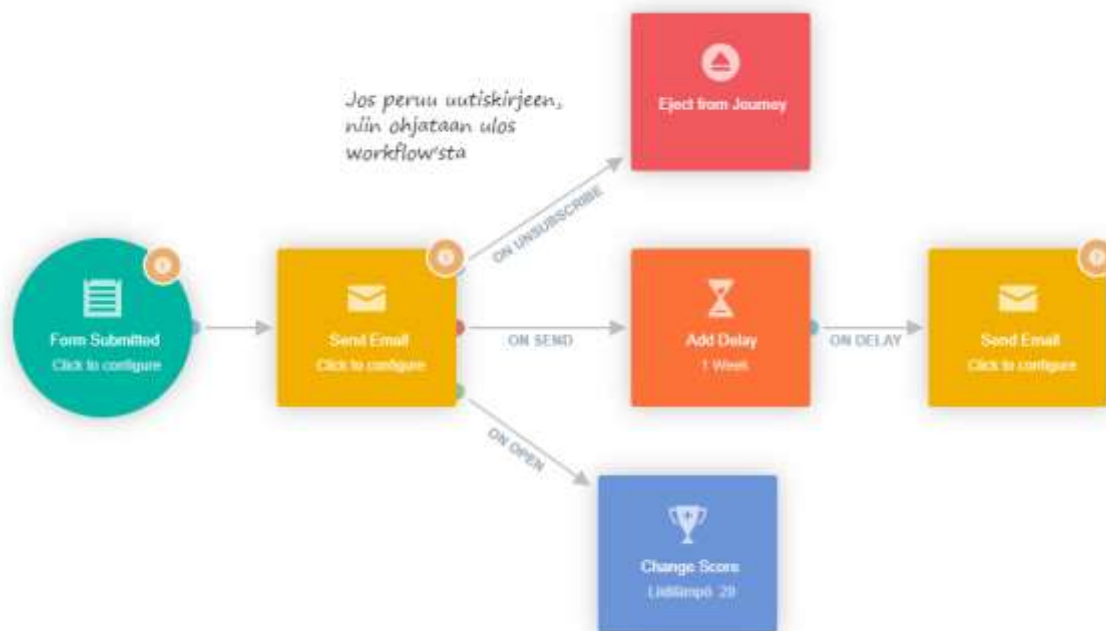 Eject from Journey
Jos peruu uutiskirjeen,
niin ohjataan ulos
workflow'sta
ON UNSUBSCRIBE
Form Submitted
Click to configure
Send Email
Click to configure
ON SEND
Add Delay
1 Week
ON DELAY
Send Email
Click to configure
ON OPEN
Change Score